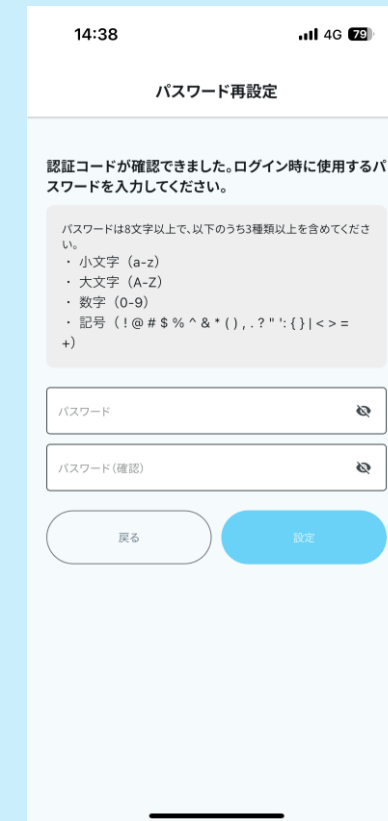 14:38
4G 79
パスワード再設定
認証コードが確認できました。ログイン時に使用するパ
スワードを入力してください。
パスワードは8文字以上で、以下のうち3種類以上を含めてくださ
い。
・ 小文字（a-z）
・ 大文字（A-Z）
・ 数字（0-9）
・ 記号（ ! @ # $ % ^ & * ( ) , . ? " ': { } | < > =
+）
パスワード
パスワード（確認）
戻る
設定